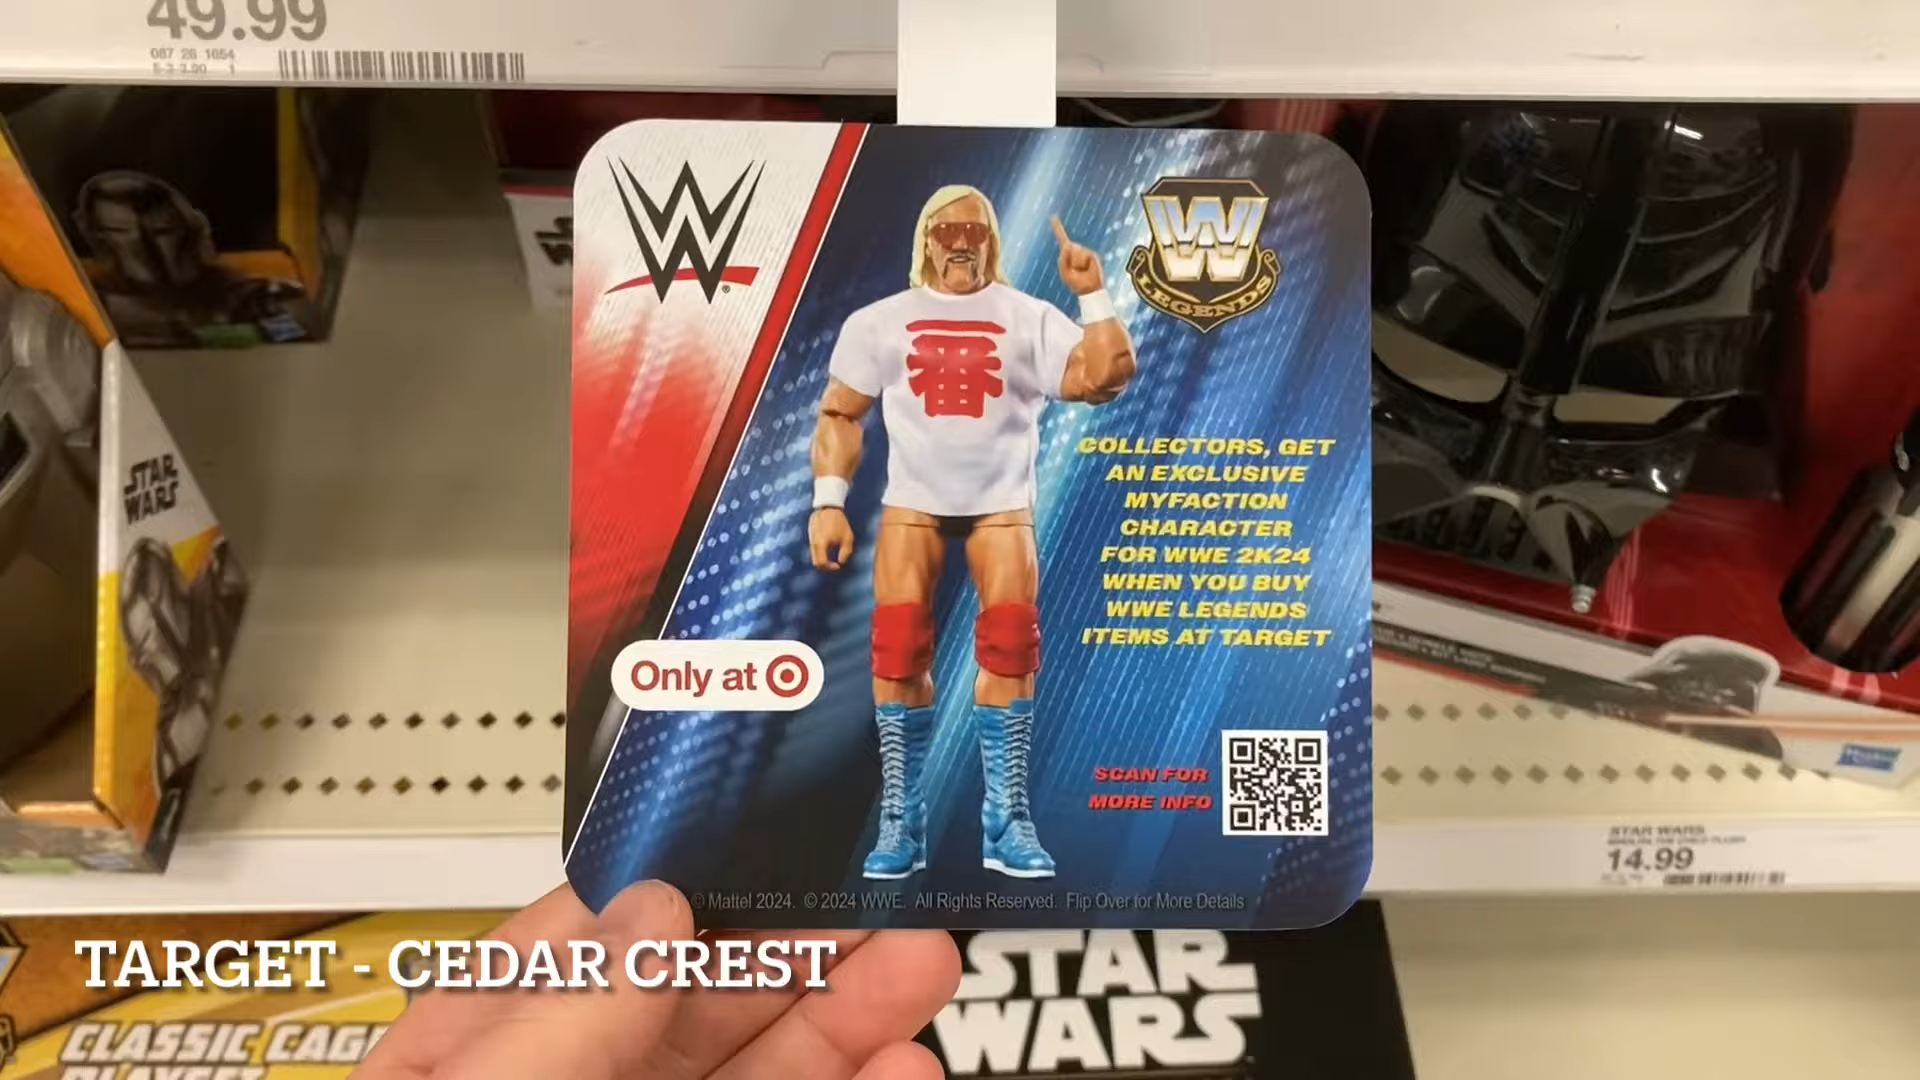 49.99
087 28 1654
STAR
WARS
W
LEGENDS
一番
COLLECTORS, GET
AN EXCLUSIVE
MYFACTION
CHARACTER
FOR WWE 2K24
WHEN YOU BUY
WWE LEGENDS
ITEMS AT TARGET
Only at
SCAN FOR
MORE INFO
© Mattel 2024. © 2024 WWE. All Rights Reserved. Flip Over for More Details
STAR WARS
14.99
TARGET - CEDAR CREST
STAR
WARS
CLASSIC CAGE
PLAYSET